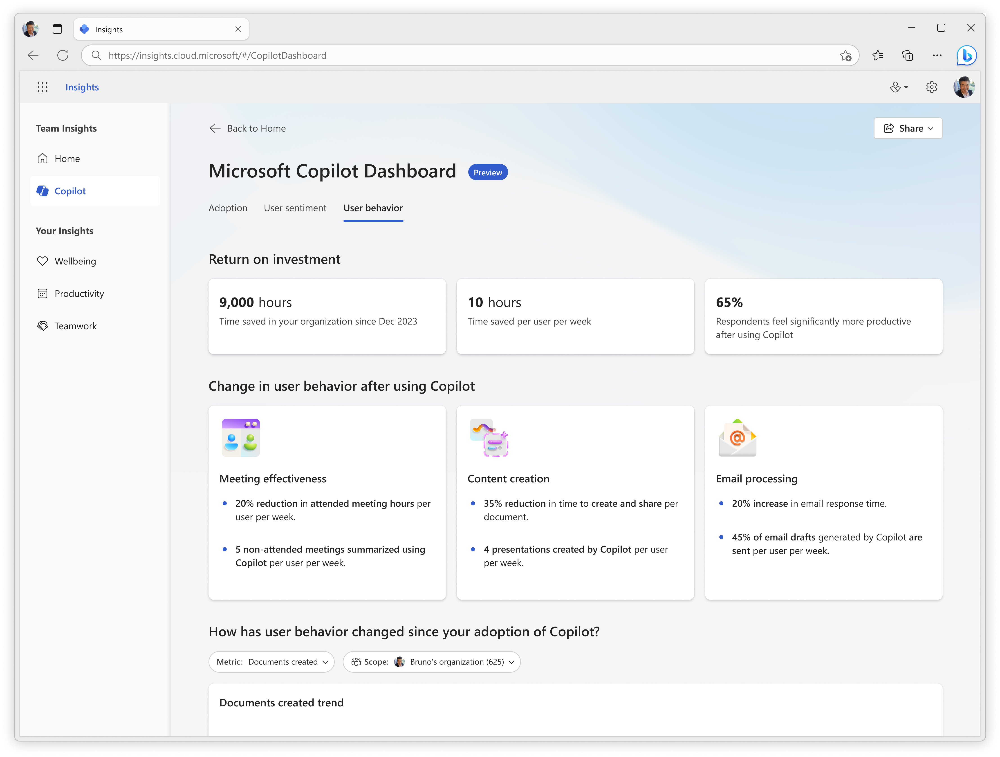 Insights
https://insights.cloud.microsoft/#/CopilotDashboard
Insights
Team Insights
Home
Copilot
Your Insights
Wellbeing
Productivity
Teamwork
Back to Home
Share
Microsoft Copilot Dashboard Preview
Adoption User sentiment User behavior
Return on investment
9,000 hours
Time saved in your organization since Dec 2023
10 hours
Time saved per user per week
65%
Respondents feel significantly more productive
after using Copilot
Change in user behavior after using Copilot
Meeting effectiveness
• 20% reduction in attended meeting hours per
user per week.
• 5 non-attended meetings summarized using
Copilot per user per week.
Content creation
• 35% reduction in time to create and share per
document.
• 4 presentations created by Copilot per user
per week.
@
Email processing
• 20% increase in email response time.
• 45% of email drafts generated by Copilot are
sent per user per week.
How has user behavior changed since your adoption of Copilot?
Metric: Documents created Scope: Bruno’s organization (625)
Documents created trend